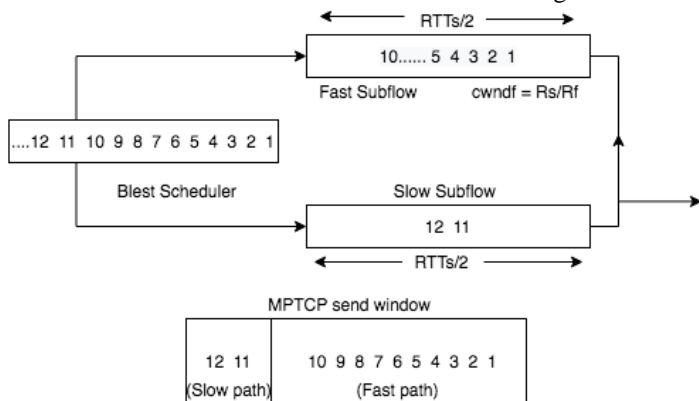 RTTs/2
10...... 5 4 3 2 1
Fast Subflow cwndf = Rs/Rf
....12 11 10 9 8 7 6 5 4 3 2 1
Blest Scheduler
Slow Subflow
12 11
RTTs/2
MPTCP send window
12 11 10 9 8 7 6 5 4 3 2 1
(Slow path) (Fast path)